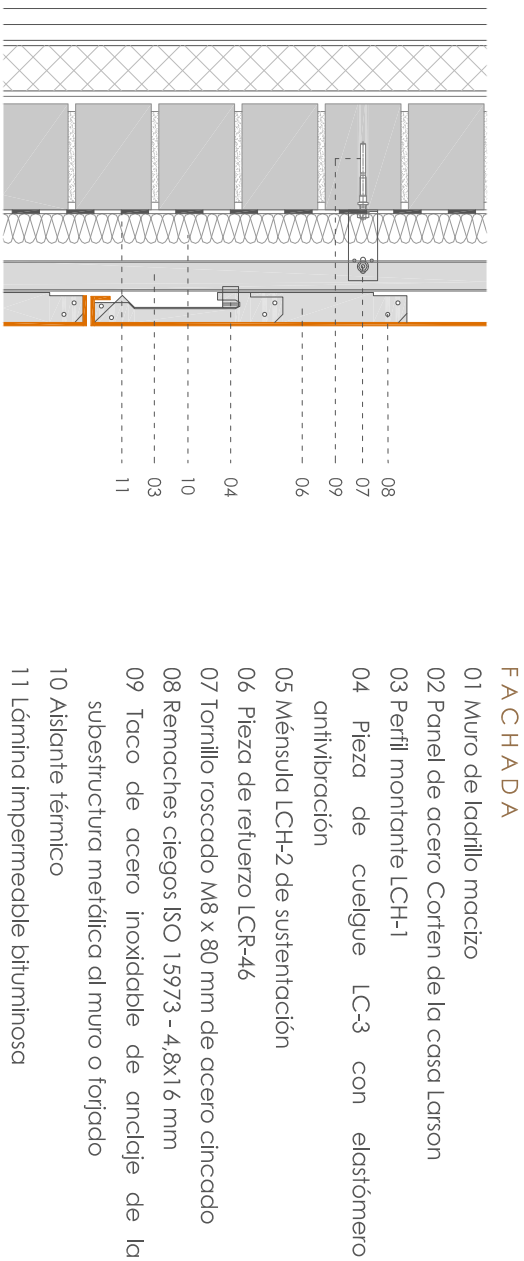 FACHADA
01 Muro de ladrillo macizo
02 Panel de acero Corten de la casa Larson
03 Perfil montante LCH-1
04 Pieza de cuelgue LC-3 con elastómero
antivibración
05 Ménsula LCH-2 de sustentación
06 Pieza de refuerzo LCR-46
07 Tornillo roscado M8 x 80 mm de acero cincado
08 Remaches ciegos ISO 15973 - 4,8x16 mm
09 Taco de acero inoxidable de anclaje de la
subestructura metálica al muro o forjado
10 Aislante térmico
11 Lámina impermeable bituminosa
08
07
09
06
04
10
03
11